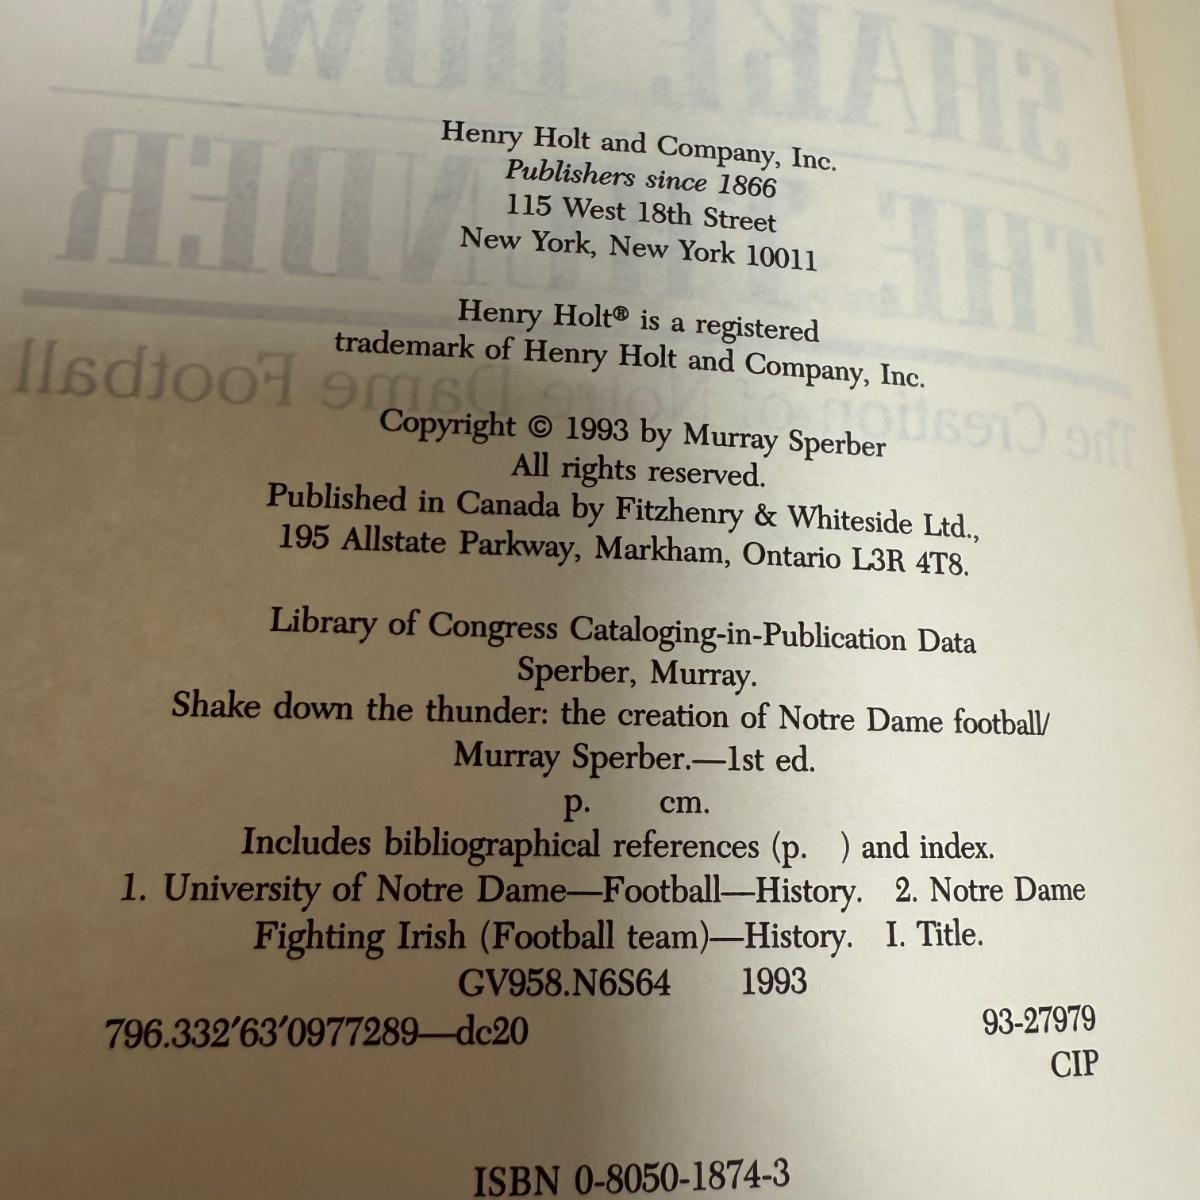 Henry Holt and Company, Inc.
Publishers since 1866
115 West 18th Street
New York, New York 10011
Henry Holt® is a registered
trademark of Henry Holt and Company, Inc.
Copyright © 1993 by Murray Sperber
All rights reserved.
Published in Canada by Fitzhenry & Whiteside Ltd.,
195 Allstate Parkway, Markham, Ontario L3R 4T8.
Library of Congress Cataloging-in-Publication Data
Sperber, Murray.
Shake down the thunder: the creation of Notre Dame football/
Murray Sperber.—1st ed.
p. cm.
Includes bibliographical references (p. ) and index.
1. University of Notre Dame—Football—History. 2. Notre Dame
Fighting Irish (Football team)—History. I. Title.
GV958.N6S64 1993
796.332′63′0977289—dc20 93-27979
CIP
ISBN 0-8050-1874-3